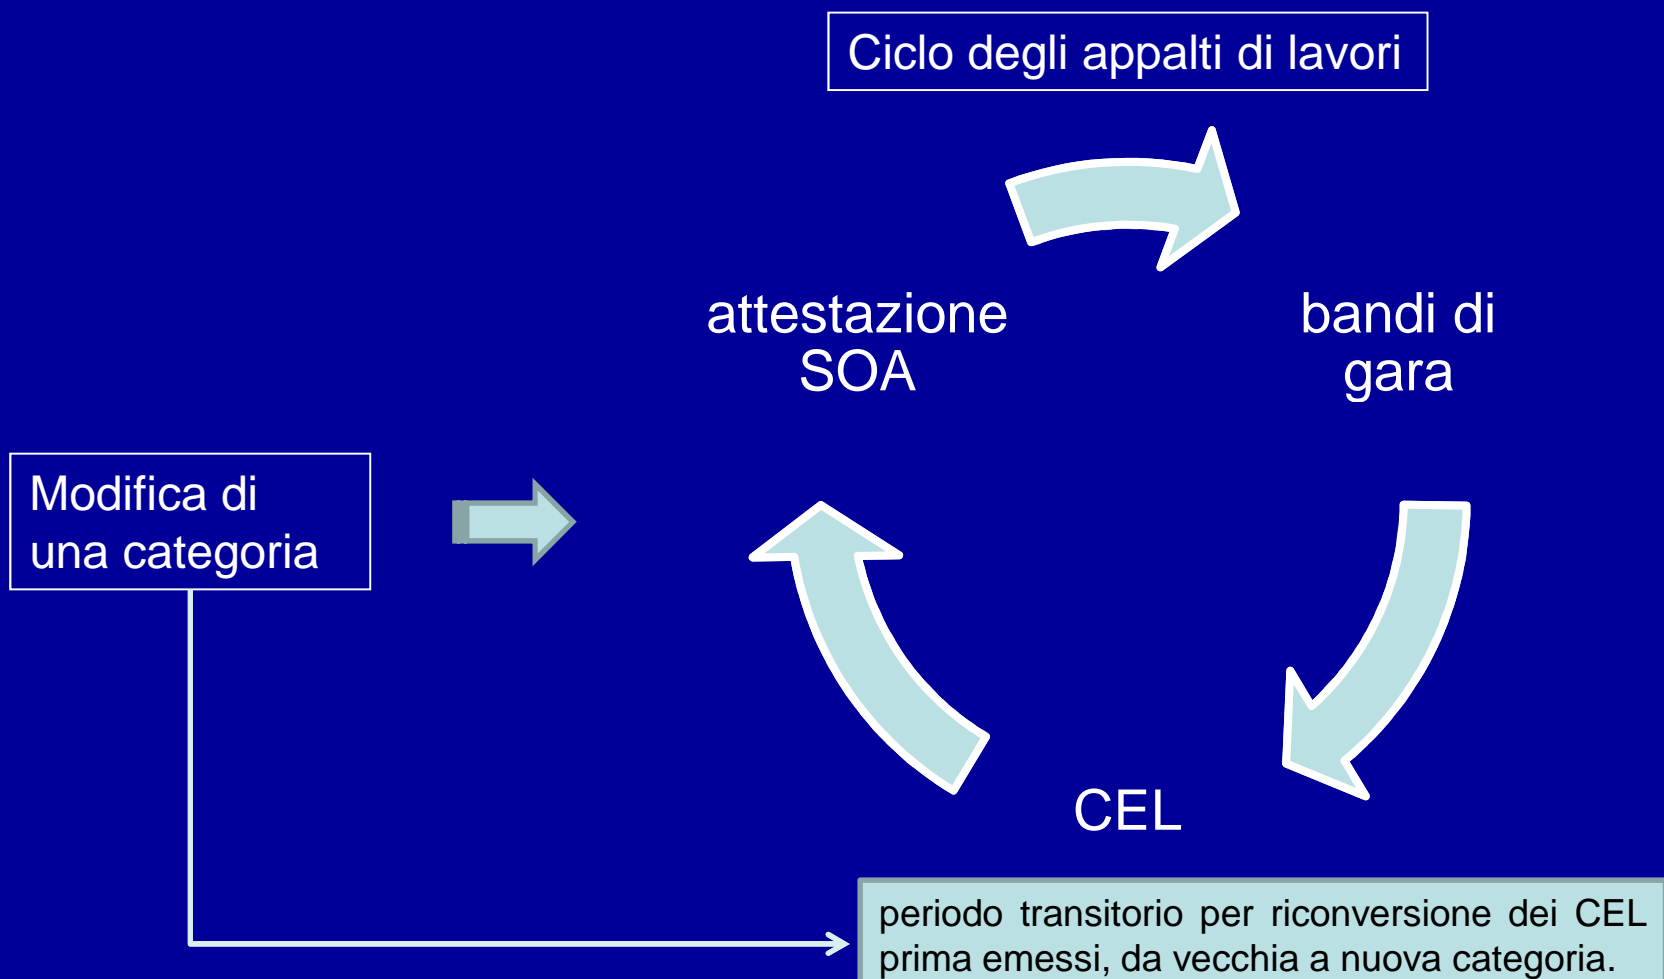 Ciclo degli appalti di lavori
attestazione
SOA
bandi di
gara
Modifica di
una categoria
CEL
periodo transitorio per riconversione dei CEL
prima emessi, da vecchia a nuova categoria.